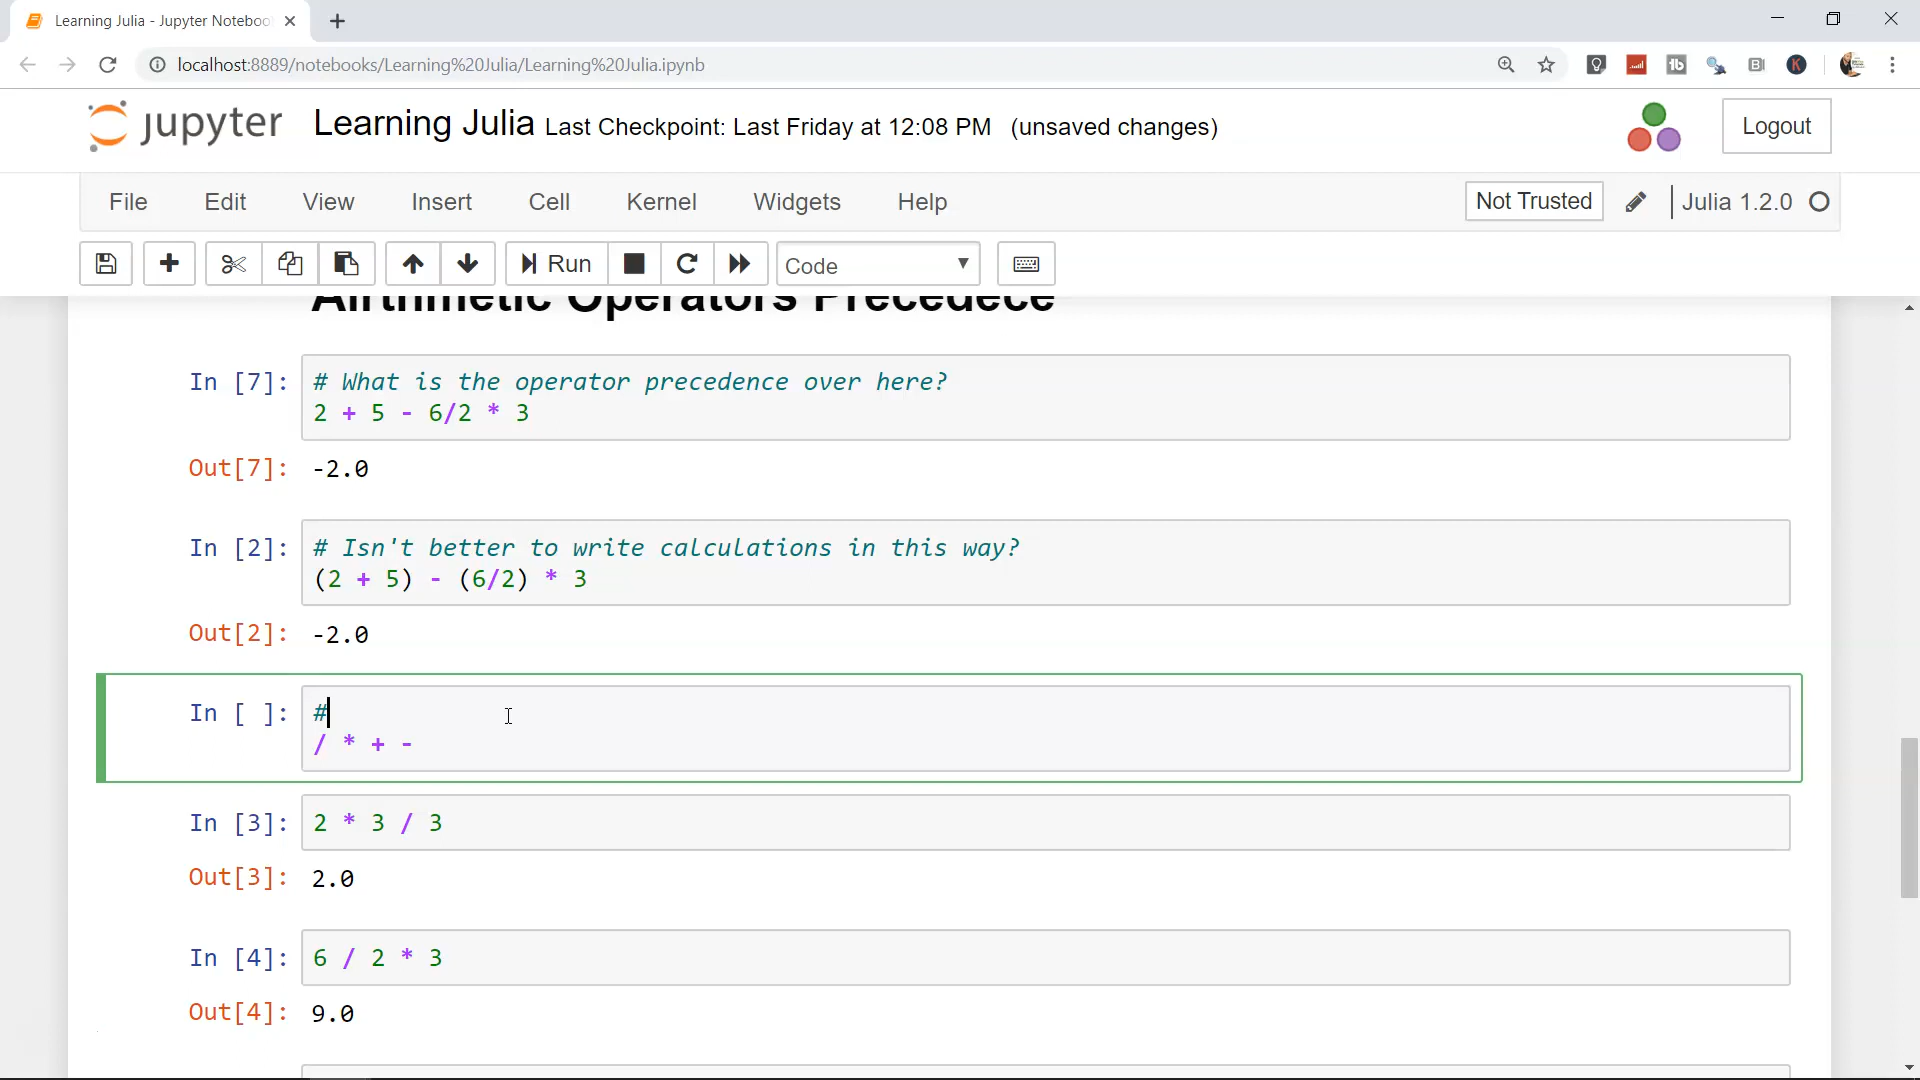 Learning Julia - Jupyter Noteboo
localhost:8889/notebooks/Learning%20Julia/Learning%20Julia.ipynb
jupyter Learning Julia Last Checkpoint: Last Friday at 12:08 PM (unsaved changes) Logout
File Edit View Insert Cell Kernel Widgets Help Not Trusted Julia 1.2.0
Run Code
Airthmetic Operators Precedece
In [7]: # What is the operator precedence over here?
2 + 5 - 6/2 * 3
Out[7]: -2.0
In [2]: # Isn't better to write calculations in this way?
(2 + 5) - (6/2) * 3
Out[2]: -2.0
In [ ]: #
/ * + -
In [3]: 2 * 3 / 3
Out[3]: 2.0
In [4]: 6 / 2 * 3
Out[4]: 9.0